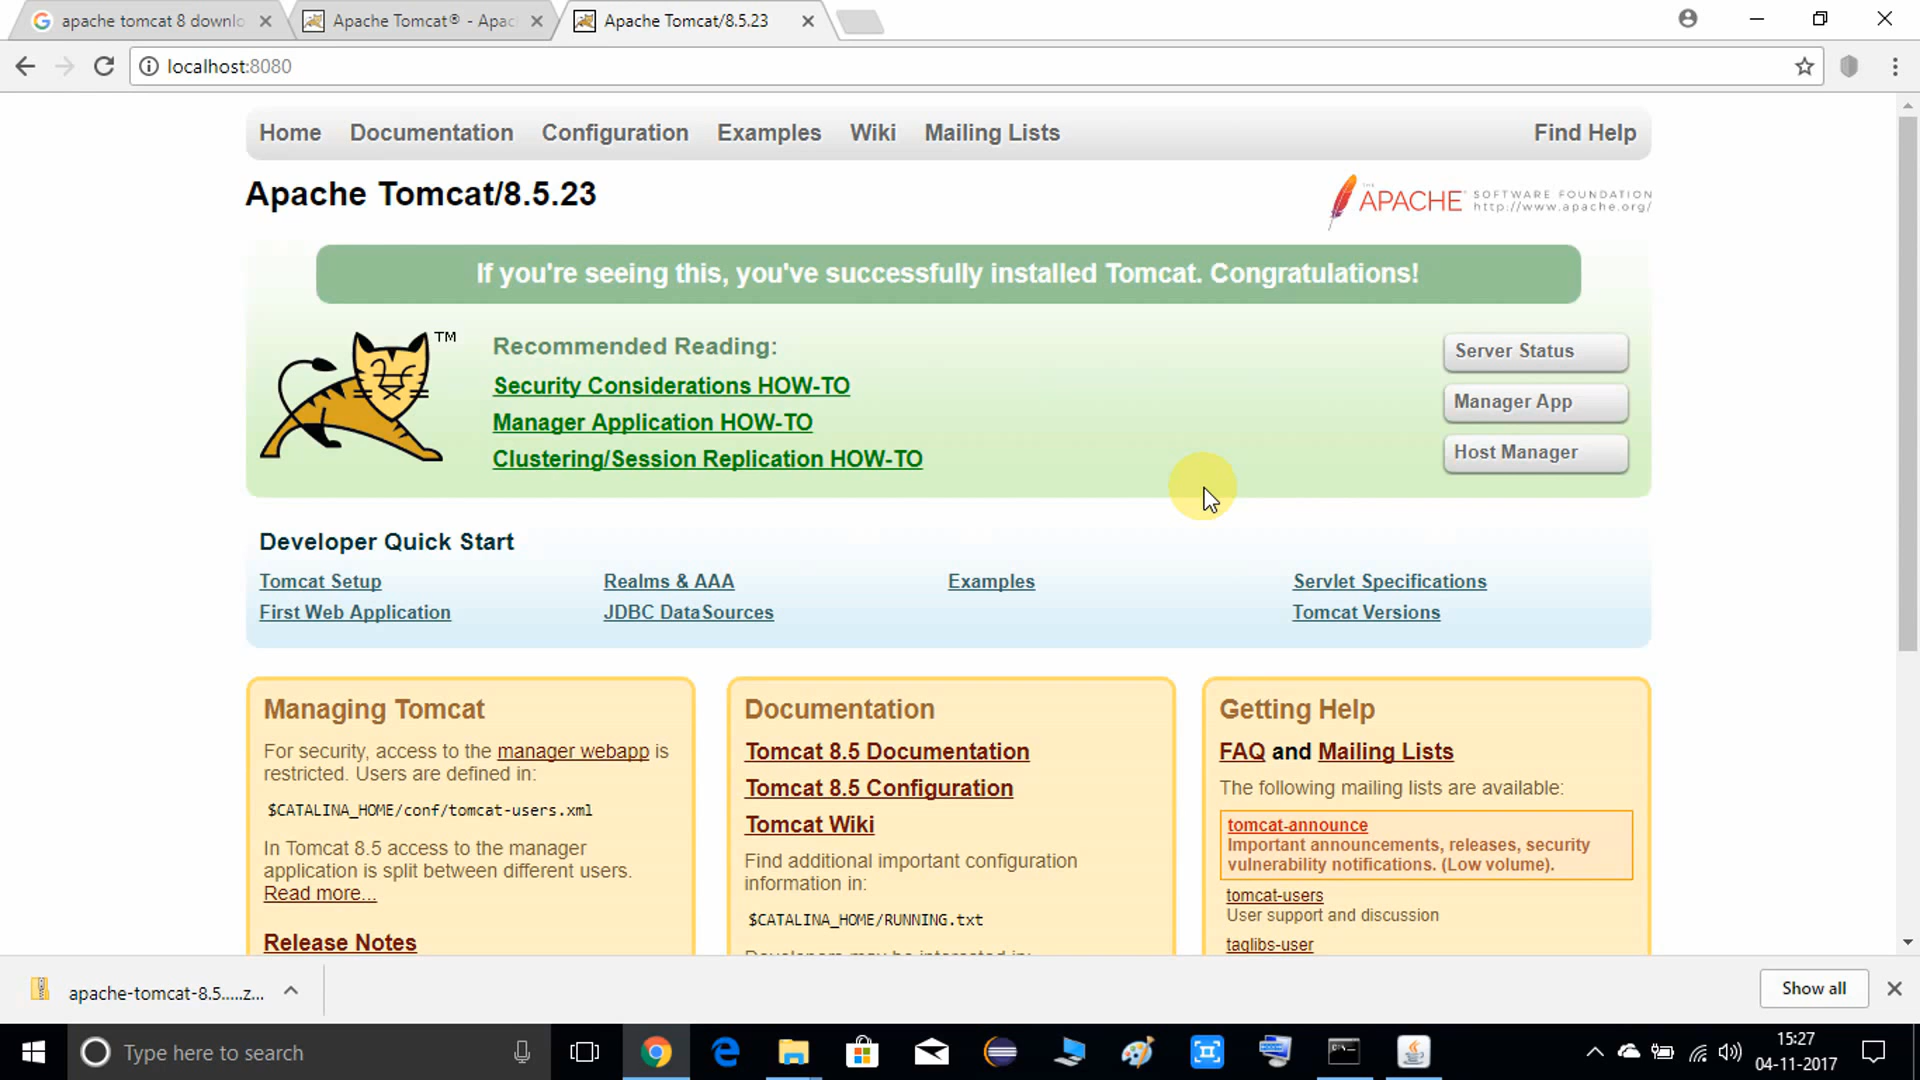 apache tomcat 8 downlo
Apache Tomcat® - Apac
Apache Tomcat/8.5.23
localhost:8080
Home Documentation Configuration Examples Wiki Mailing Lists Find Help
Apache Tomcat/8.5.23
THE APACHE SOFTWARE FOUNDATION
http://www.apache.org/
If you're seeing this, you've successfully installed Tomcat. Congratulations!
TM
Recommended Reading:
Security Considerations HOW-TO
Manager Application HOW-TO
Clustering/Session Replication HOW-TO
Server Status
Manager App
Host Manager
Developer Quick Start
Tomcat Setup
First Web Application
Realms & AAA
JDBC DataSources
Examples
Servlet Specifications
Tomcat Versions
Managing Tomcat
For security, access to the manager webapp is
restricted. Users are defined in:
$CATALINA_HOME/conf/tomcat-users.xml
In Tomcat 8.5 access to the manager
application is split between different users.
Read more...
Release Notes
Documentation
Tomcat 8.5 Documentation
Tomcat 8.5 Configuration
Tomcat Wiki
Find additional important configuration
information in:
$CATALINA_HOME/RUNNING.txt
Developers may be interested in:
Getting Help
FAQ and Mailing Lists
The following mailing lists are available:
tomcat-announce
Important announcements, releases, security
vulnerability notifications. (Low volume).
tomcat-users
User support and discussion
taglibs-user
apache-tomcat-8.5.....z...
Show all
Type here to search
15:27
04-11-2017